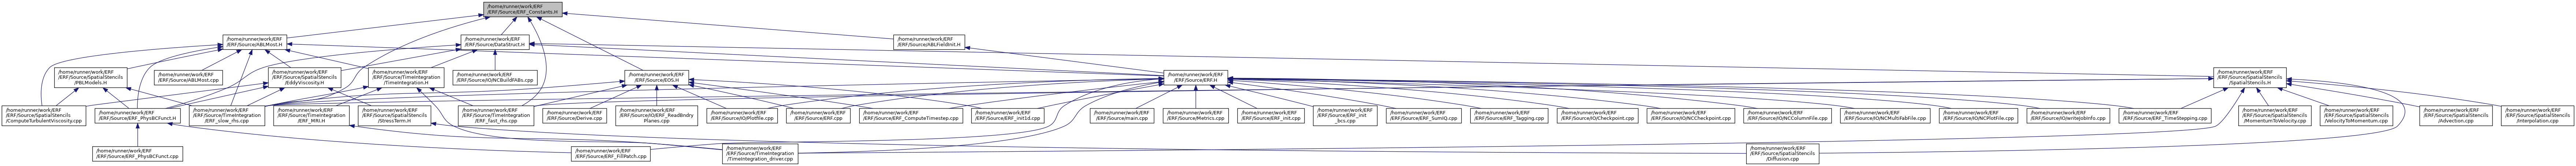 /home/runner/work/ERF
/ERF/Source/ERF_Constants.H
/home/runner/work/ERF
/ERF/Source/ABLMost.H
/home/runner/work/ERF
/ERF/Source/DataStruct.H
/home/runner/work/ERF
/ERF/Source/ABLFieldInit.H
/home/runner/work/ERF
/ERF/Source/SpatialStencils
/PBLModels.H
/home/runner/work/ERF
/ERF/Source/ABLMost.cpp
/home/runner/work/ERF
/ERF/Source/SpatialStencils
/EddyViscosity.H
/home/runner/work/ERF
/ERF/Source/TimeIntegration
/TimeIntegration.H
/home/runner/work/ERF
/ERF/Source/IO/NCBuildFABs.cpp
/home/runner/work/ERF
/ERF/Source/EOS.H
/home/runner/work/ERF
/ERF/Source/ERF.H
/home/runner/work/ERF
/ERF/Source/SpatialStencils
/SpatialStencils.H
/home/runner/work/ERF
/ERF/Source/SpatialStencils
/ComputeTurbulentViscosity.cpp
/home/runner/work/ERF
/ERF/Source/ERF_PhysBCFunct.H
/home/runner/work/ERF
/ERF/Source/TimeIntegration
/ERF_slow_rhs.cpp
/home/runner/work/ERF
/ERF/Source/TimeIntegration
/ERF_MRI.H
/home/runner/work/ERF
/ERF/Source/SpatialStencils
/StressTerm.H
/home/runner/work/ERF
/ERF/Source/TimeIntegration
/ERF_fast_rhs.cpp
/home/runner/work/ERF
/ERF/Source/Derive.cpp
/home/runner/work/ERF
/ERF/Source/IO/ERF_ReadBndry
Planes.cpp
/home/runner/work/ERF
/ERF/Source/IO/Plotfile.cpp
/home/runner/work/ERF
/ERF/Source/ERF.cpp
/home/runner/work/ERF
/ERF/Source/ERF_ComputeTimestep.cpp
/home/runner/work/ERF
/ERF/Source/ERF_init1d.cpp
/home/runner/work/ERF
/ERF/Source/main.cpp
/home/runner/work/ERF
/ERF/Source/Metrics.cpp
/home/runner/work/ERF
/ERF/Source/ERF_init.cpp
/home/runner/work/ERF
/ERF/Source/ERF_init
_bcs.cpp
/home/runner/work/ERF
/ERF/Source/ERF_SumIQ.cpp
/home/runner/work/ERF
/ERF/Source/ERF_Tagging.cpp
/home/runner/work/ERF
/ERF/Source/IO/Checkpoint.cpp
/home/runner/work/ERF
/ERF/Source/IO/NCCheckpoint.cpp
/home/runner/work/ERF
/ERF/Source/IO/NCColumnFile.cpp
/home/runner/work/ERF
/ERF/Source/IO/NCMultiFabFile.cpp
/home/runner/work/ERF
/ERF/Source/IO/NCPlotFile.cpp
/home/runner/work/ERF
/ERF/Source/IO/writeJobInfo.cpp
/home/runner/work/ERF
/ERF/Source/ERF_TimeStepping.cpp
/home/runner/work/ERF
/ERF/Source/SpatialStencils
/MomentumToVelocity.cpp
/home/runner/work/ERF
/ERF/Source/SpatialStencils
/VelocityToMomentum.cpp
/home/runner/work/ERF
/ERF/Source/SpatialStencils
/Advection.cpp
/home/runner/work/ERF
/ERF/Source/SpatialStencils
/Interpolation.cpp
/home/runner/work/ERF
/ERF/Source/ERF_PhysBCFunct.cpp
/home/runner/work/ERF
/ERF/Source/ERF_FillPatch.cpp
/home/runner/work/ERF
/ERF/Source/TimeIntegration
/TimeIntegration_driver.cpp
/home/runner/work/ERF
/ERF/Source/SpatialStencils
/Diffusion.cpp